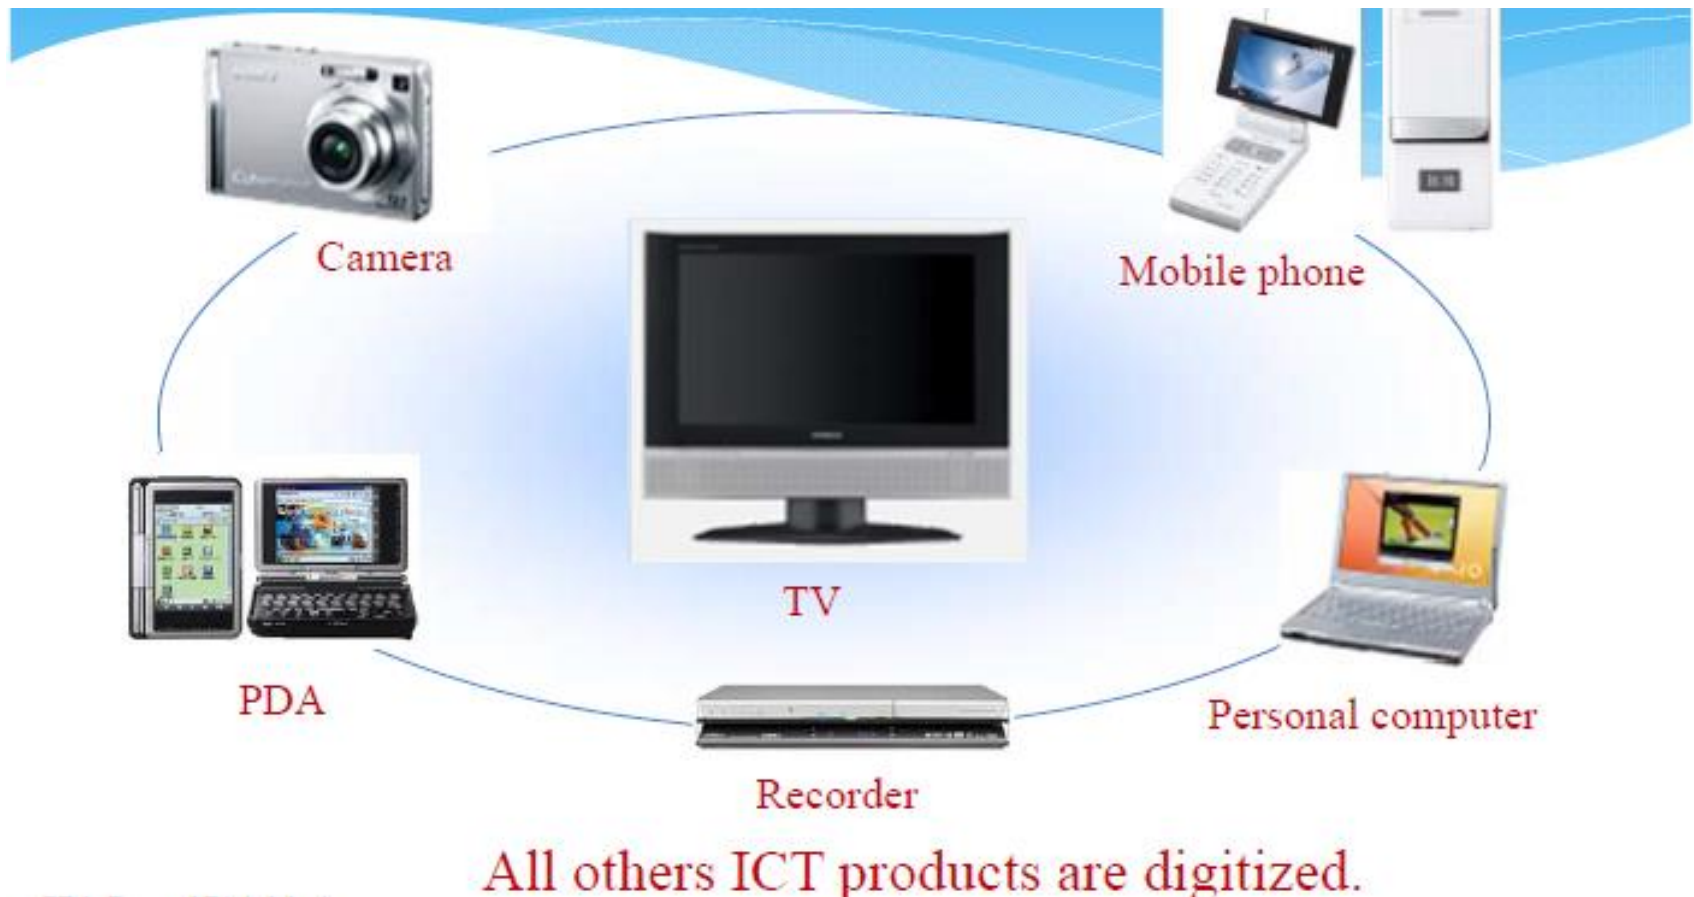 Camera
Mobile phone
TV
PDA
Personal computer
Recorder
All others ICT products are digitized.